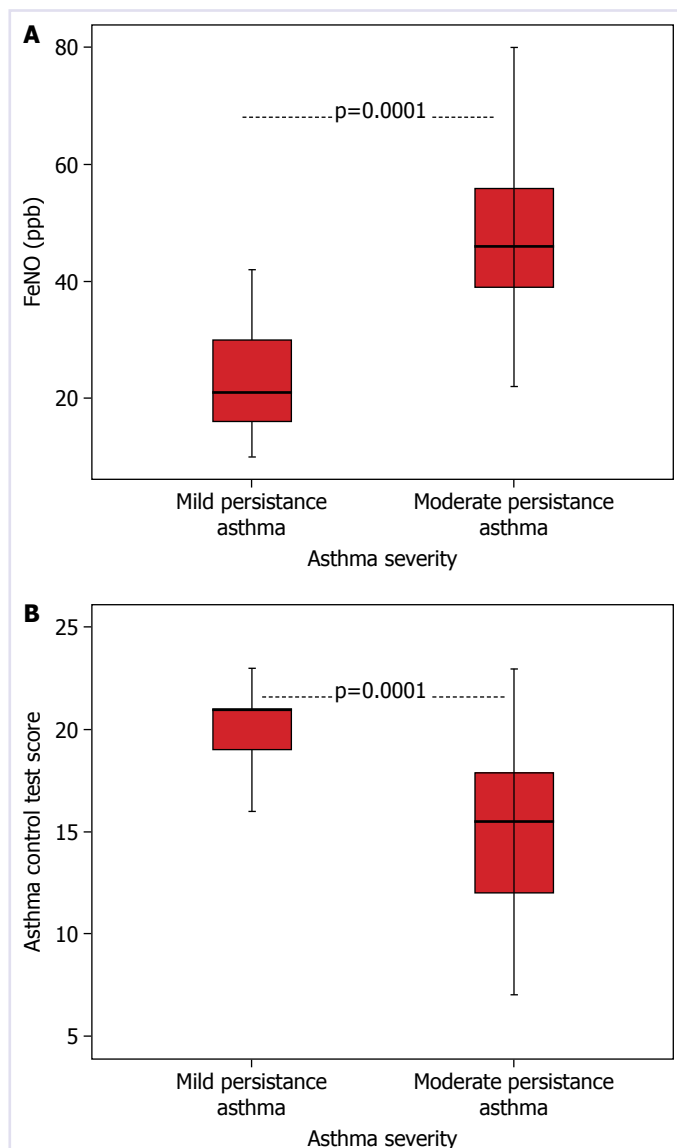 A
80
60
40
20
FeNO (ppb)
p=0.0001
Mild persistance
asthma
Moderate persistance
asthma
Asthma severity
B
25
20
15
10
5
Asthma control test score
p=0.0001
Mild persistance
asthma
Moderate persistance
asthma
Asthma severity